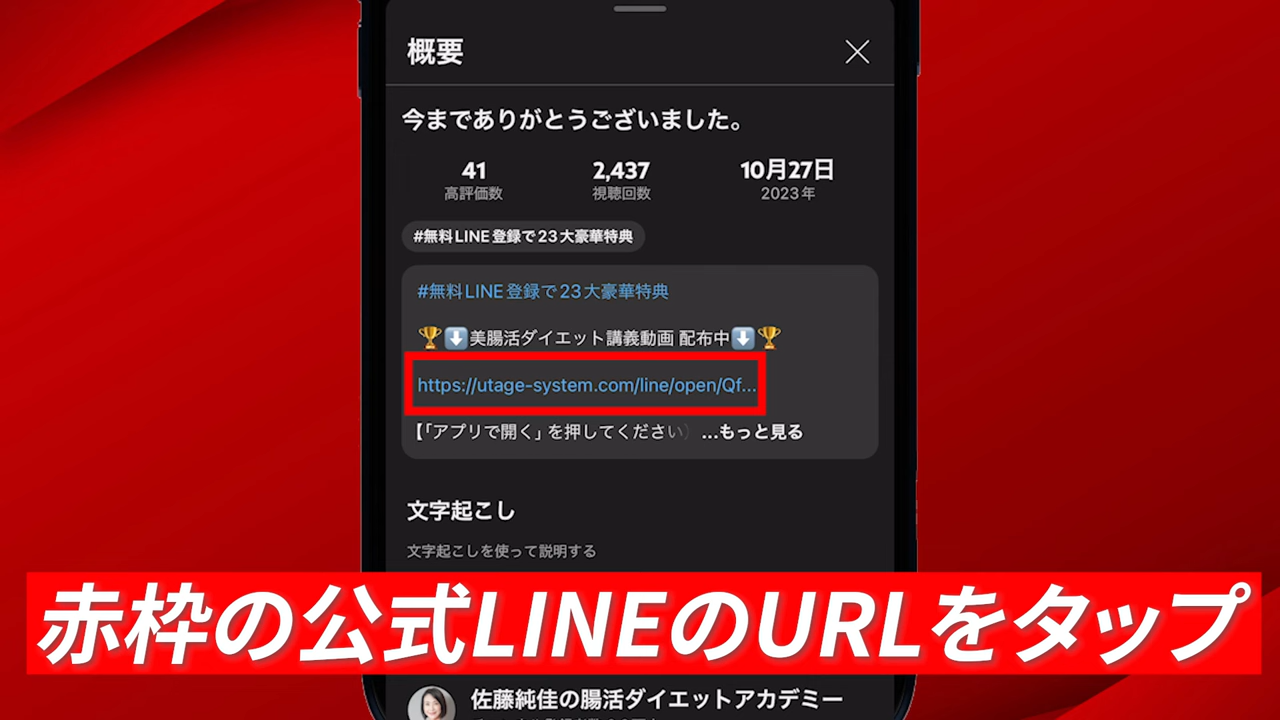 概要
今までありがとうございました。
41
2,437
10月27日
高評価数
視聴回数
2023年
#無料LINE登録で23大豪華特典
#無料LINE登録で23大豪華特典
🏆⬇️美腸活ダイエット講義動画 配布中⬇️🏆
https://utage-system.com/line/open/Qf...
【｢アプリで開く｣ を押してください） ...もっと見る
文字起こし
文字起こしを使って説明する
赤枠の公式LINEのURLをタップ
佐藤純佳の腸活ダイエットアカデミー